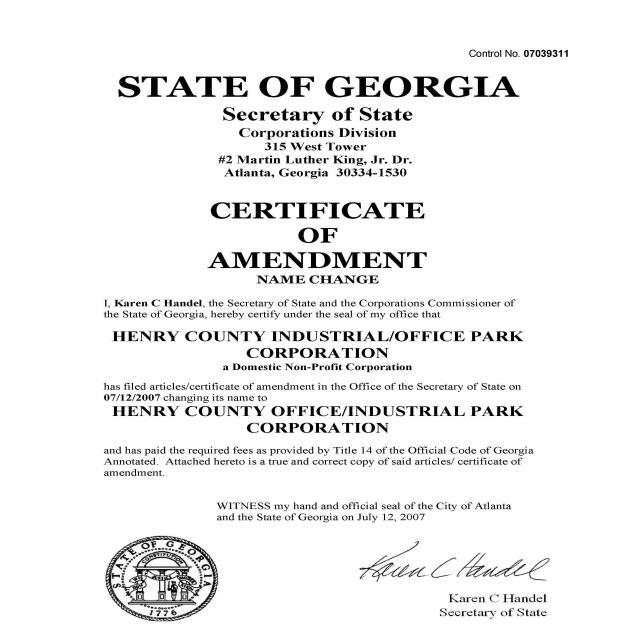 Control No. 07039311
STATE OF GEORGIA
Secretary of State
Corporations Division
315 West Tower
#2 Martin Luther King, Jr. Dr.
Atlanta, Georgia 30334-1530
CERTIFICATE
OF
AMENDMENT
NAME CHANGE
I, Karen C Handel, the Secretary of State and the Corporations Commissioner of
the State of Georgia, hereby certify under the seal of my office that
HENRY COUNTY INDUSTRIAL/OFFICE PARK
CORPORATION
a Domestic Non-Profit Corporation
has filed articles/certificate of amendment in the Office of the Secretary of State on
07/12/2007 changing its name to
HENRY COUNTY OFFICE/INDUSTRIAL PARK
CORPORATION
and has paid the required fees as provided by Title 14 of the Official Code of Georgia
Annotated. Attached hereto is a true and correct copy of said articles/ certificate of
amendment.
WITNESS my hand and official seal of the City of Atlanta
and the State of Georgia on July 12, 2007
STATE OF GEORGIA
CONSTITUTION
1776
Karen C Handel
Karen C Handel
Secretary of State